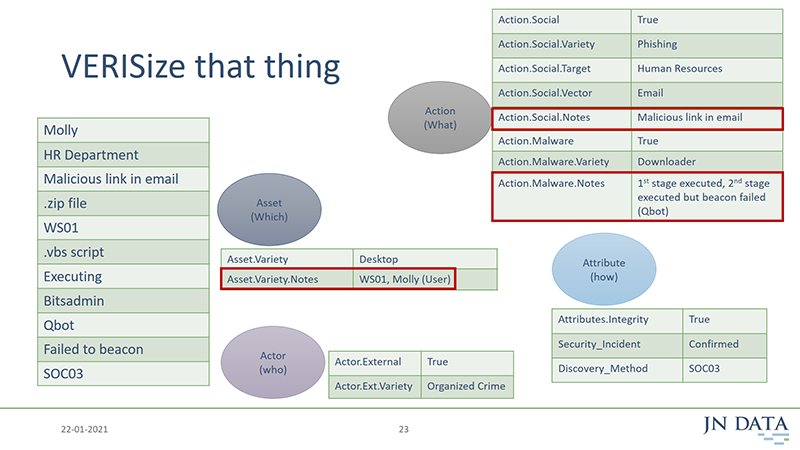 VERISize that thing
Molly
HR Department
Malicious link in email
.zip file
WS01
.vbs script
Executing
Bitsadmin
Qbot
Failed to beacon
SOC03
Asset
(Which)
Asset.Variety Desktop
Asset.Variety.Notes WS01, Molly (User)
Actor
(who)
Actor.External True
Actor.Ext.Variety Organized Crime
Action
(What)
Action.Social True
Action.Social.Variety Phishing
Action.Social.Target Human Resources
Action.Social.Vector Email
Action.Social.Notes Malicious link in email
Action.Malware True
Action.Malware.Variety Downloader
Action.Malware.Notes 1st stage executed, 2nd stage
executed but beacon failed
(Qbot)
Attribute
(how)
Attributes.Integrity True
Security_Incident Confirmed
Discovery_Method SOC03
22-01-2021
23
JN DATA